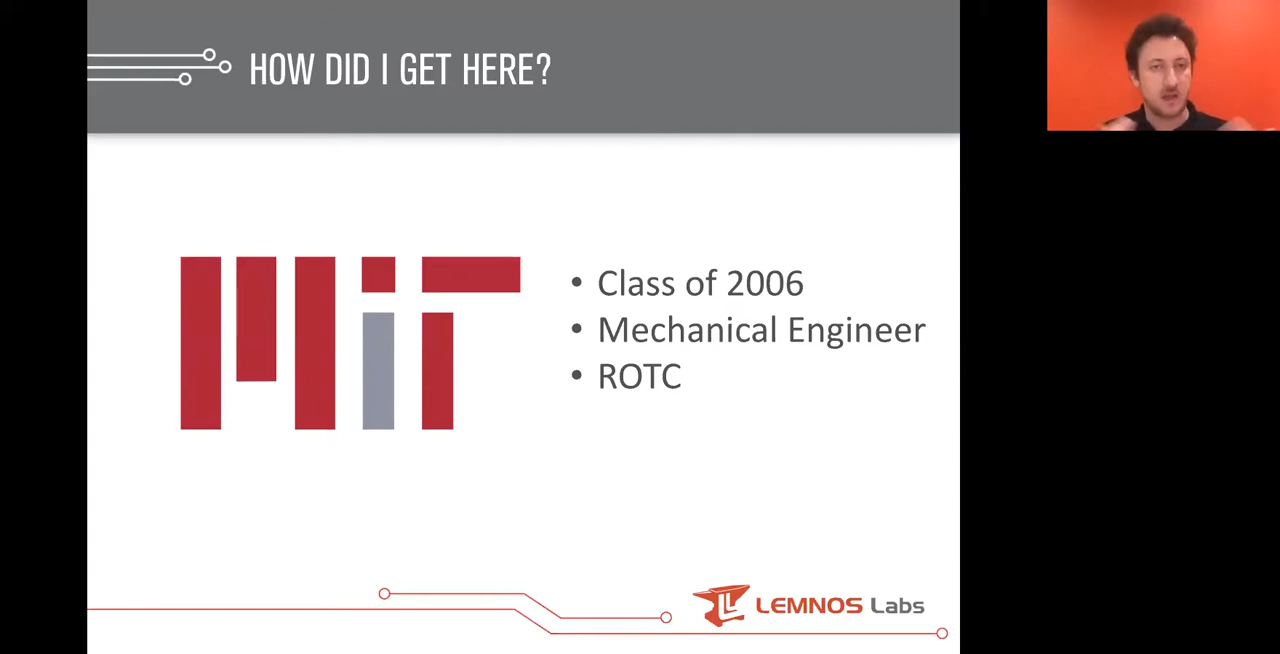 HOW DID I GET HERE?
MIT
• Class of 2006
• Mechanical Engineer
• ROTC
LEMNOS Labs